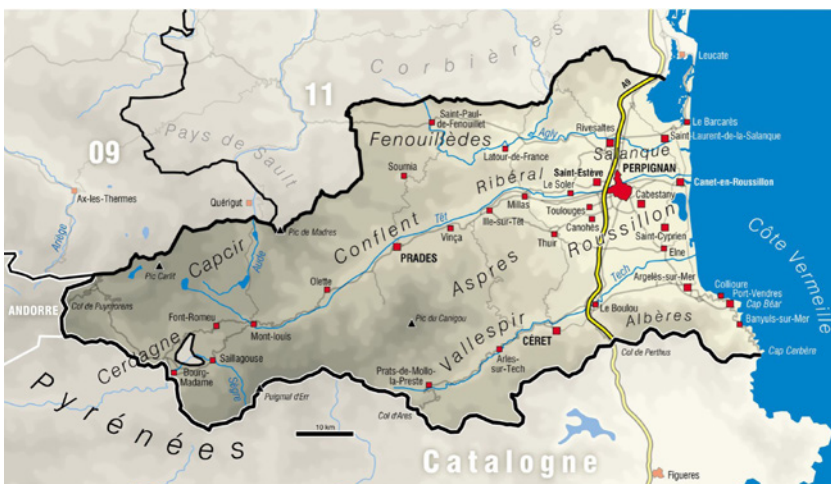 Leucate
Corbières
11
A9
Saint-Paul-
de-Fenouillet
Le Barcarès
Fenouillèdes
Agly
Rivesaltes
Saint-
Laurent-de-la-Salanque
Pays de Sault
09
Latour-de-France
Salanque
PERPIGNAN
Sournia
Ribéral
Saint-Estève
Canet-en-Roussillon
Ax-les-Thermes
Quérigut
Le Soler
Cabestany
Millas
Têt
Toulouges
Ille-sur-Têt
Canohès
Pic de Madres
Conflent
Vinça
Roussillon
Saint-Cyprien
Ariège
Capcir
Aude
PRADES
Thuir
Elne
Côte Vermeille
Pic Carlit
Aspres
Tech
Olette
Argelès-sur-Mer
Collioure
Port-Vendres
Cap Béar
ANDORRE
Col de Puymorens
Font-Romeu
Mont-louis
Pic du Canigou
Le Boulou
Albères
Banyuls-sur-Mer
Vallespir
CÉRET
Cerdagne
Saillagouse
Arles-
sur-Tech
Col de Perthus
Cap Cerbère
Bourg-
Madame
Sègre
Prats-de-Mollo-
la-Preste
Puigmal d'Err
Col d'Ares
Pyrénées
10 km
Catalogne
Figueres